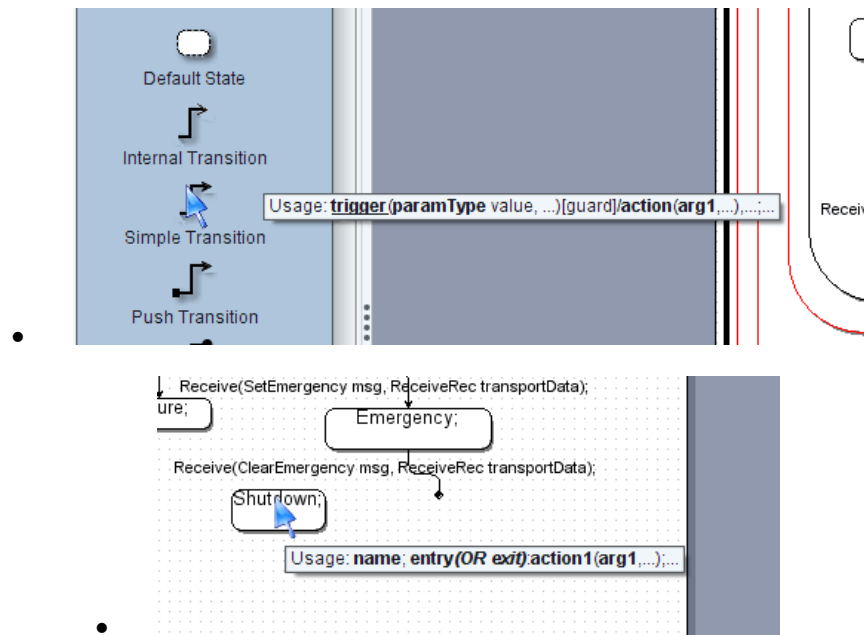 Default State
Internal Transition
Usage: trigger(paramType value, ...)[guard]/action(arg1,...),...;...
Receiv
Simple Transition
Push Transition
Receive(SetEmergency msg, ReceiveRec transportData);
ure;
Emergency;
Receive(ClearEmergency msg, ReceiveRec transportData);
Shutdown;
Usage: name; entry(OR exit):action1(arg1,...);...